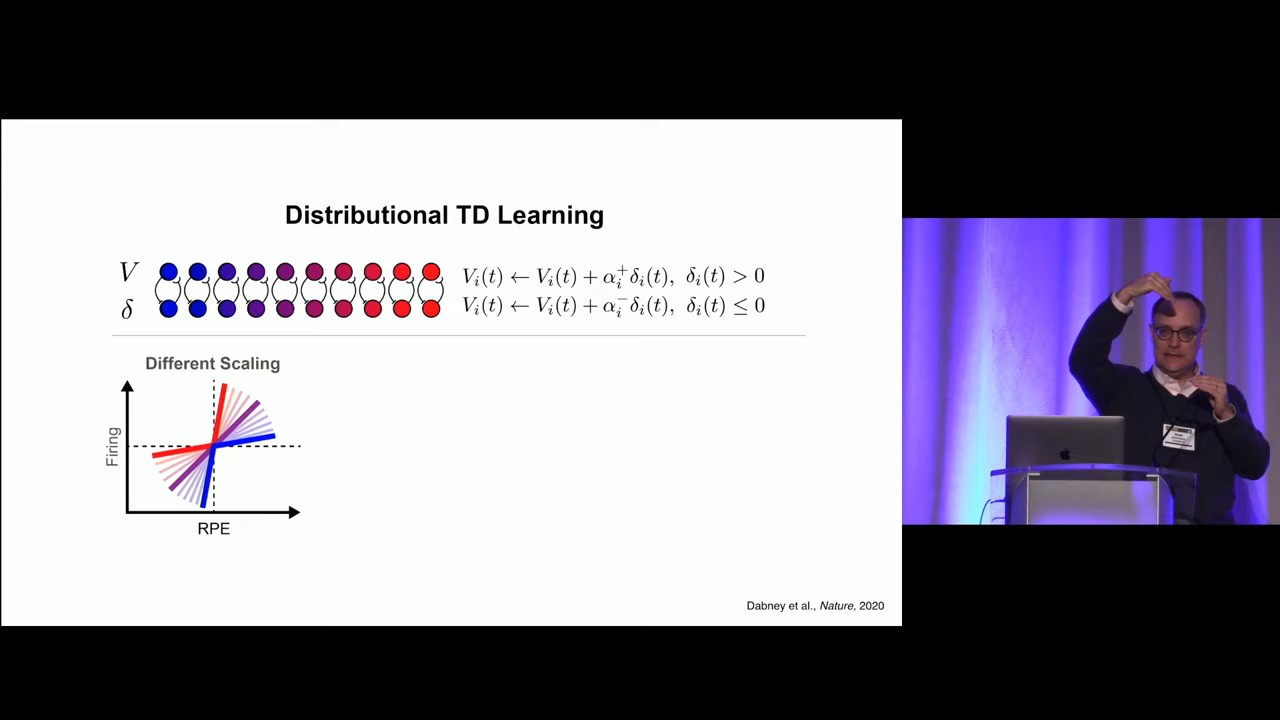 Distributional TD Learning
V
δ
V_i(t) ← V_i(t) + α_i^+ δ_i(t), δ_i(t) > 0
V_i(t) ← V_i(t) + α_i^- δ_i(t), δ_i(t) ≤ 0
Different Scaling
Firing
RPE
Dabney et al., Nature, 2020